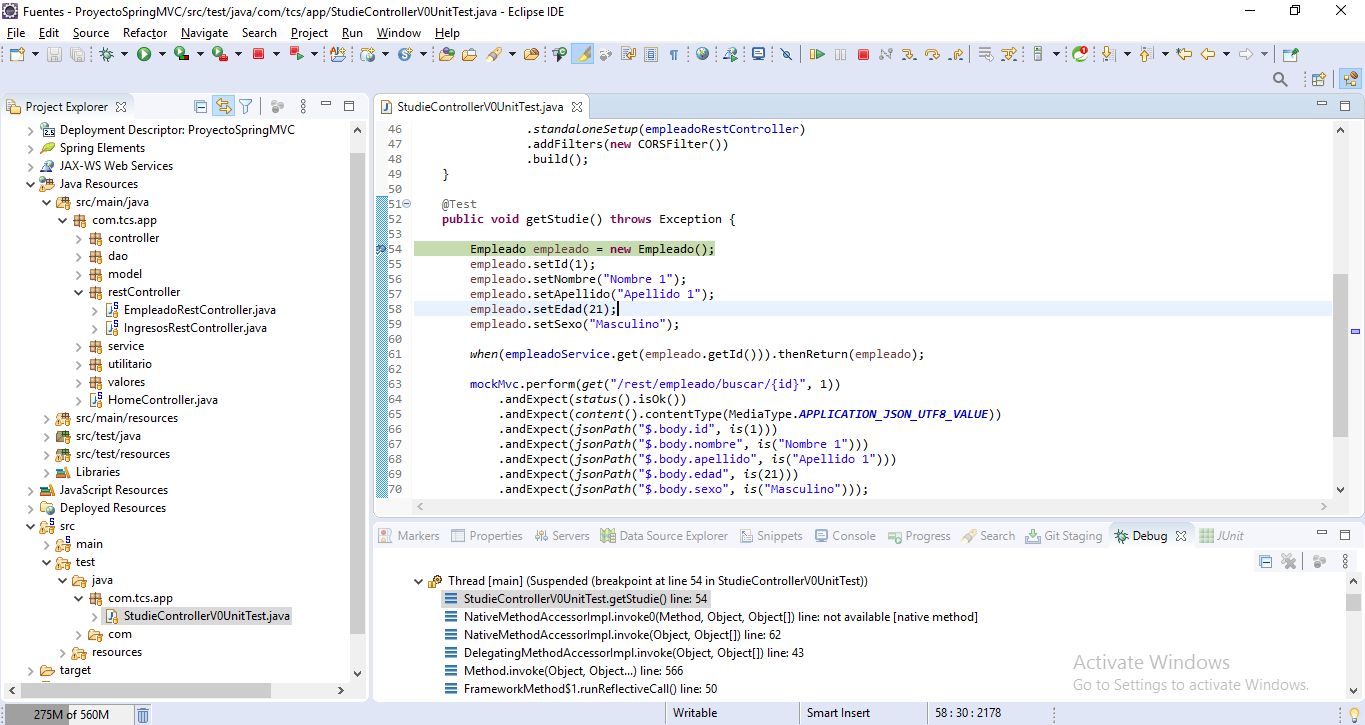 Fuentes - ProyectoSpringMVC/src/test/java/com/tcs/app/StudieControllerV0UnitTest.java - Eclipse IDE
File Edit Source Refactor Navigate Search Project Run Window Help
Project Explorer
Deployment Descriptor: ProyectoSpringMVC
Spring Elements
JAX-WS Web Services
Java Resources
src/main/java
com.tcs.app
controller
dao
model
restController
EmpleadoRestController.java
IngresosRestController.java
service
utilitario
valores
HomeController.java
src/main/resources
src/test/java
src/test/resources
Libraries
JavaScript Resources
Deployed Resources
src
main
test
java
com.tcs.app
StudieControllerV0UnitTest.java
com
resources
target
StudieControllerV0UnitTest.java
46 .standaloneSetup(empleadoRestController)
47 .addFilters(new CORSFilter())
48 .build();
49 }
50
51 @Test
52 public void getStudie() throws Exception {
53
54 Empleado empleado = new Empleado();
55 empleado.setId(1);
56 empleado.setNombre("Nombre 1");
57 empleado.setApellido("Apellido 1");
58 empleado.setEdad(21);
59 empleado.setSexo("Masculino");
60
61 when(empleadoService.get(empleado.getId())).thenReturn(empleado);
62
63 mockMvc.perform(get("/rest/empleado/buscar/{id}", 1))
64 .andExpect(status().isOk())
65 .andExpect(content().contentType(MediaType.APPLICATION_JSON_UTF8_VALUE))
66 .andExpect(jsonPath("$.body.id", is(1)))
67 .andExpect(jsonPath("$.body.nombre", is("Nombre 1")))
68 .andExpect(jsonPath("$.body.apellido", is("Apellido 1")))
69 .andExpect(jsonPath("$.body.edad", is(21)))
70 .andExpect(jsonPath("$.body.sexo", is("Masculino")));
Markers Properties Servers Data Source Explorer Snippets Console Progress Search Git Staging Debug JUnit
Thread [main] (Suspended (breakpoint at line 54 in StudieControllerV0UnitTest))
StudieControllerV0UnitTest.getStudie() line: 54
NativeMethodAccessorImpl.invoke0(Method, Object, Object[]) line: not available [native method]
NativeMethodAccessorImpl.invoke(Object, Object[]) line: 62
DelegatingMethodAccessorImpl.invoke(Object, Object[]) line: 43
Method.invoke(Object, Object...) line: 566
FrameworkMethod$1.runReflectiveCall() line: 50
Activate Windows
Go to Settings to activate Windows.
275M of 560M
Writable
Smart Insert
58 : 30 : 2178